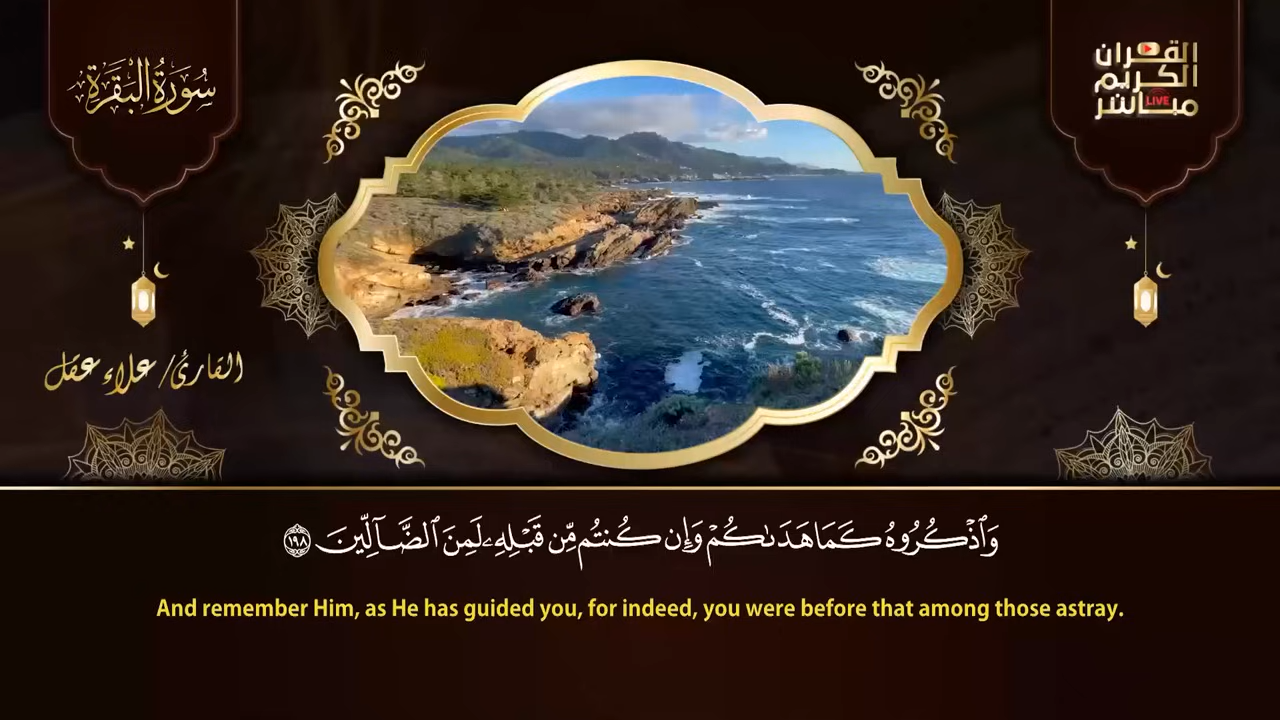 سُورَةُ البَقَرَةِ
القرآن
الكريم
مباشر
LIVE
القارئ/ علاء عقل
وَٱذۡكُرُوهُ كَمَا هَدَىٰكُمۡ وَإِن كُنتُم مِّن قَبۡلِهِۦ لَمِنَ ٱلضَّآلِّينَ ١٩٨
And remember Him, as He has guided you, for indeed, you were before that among those astray.